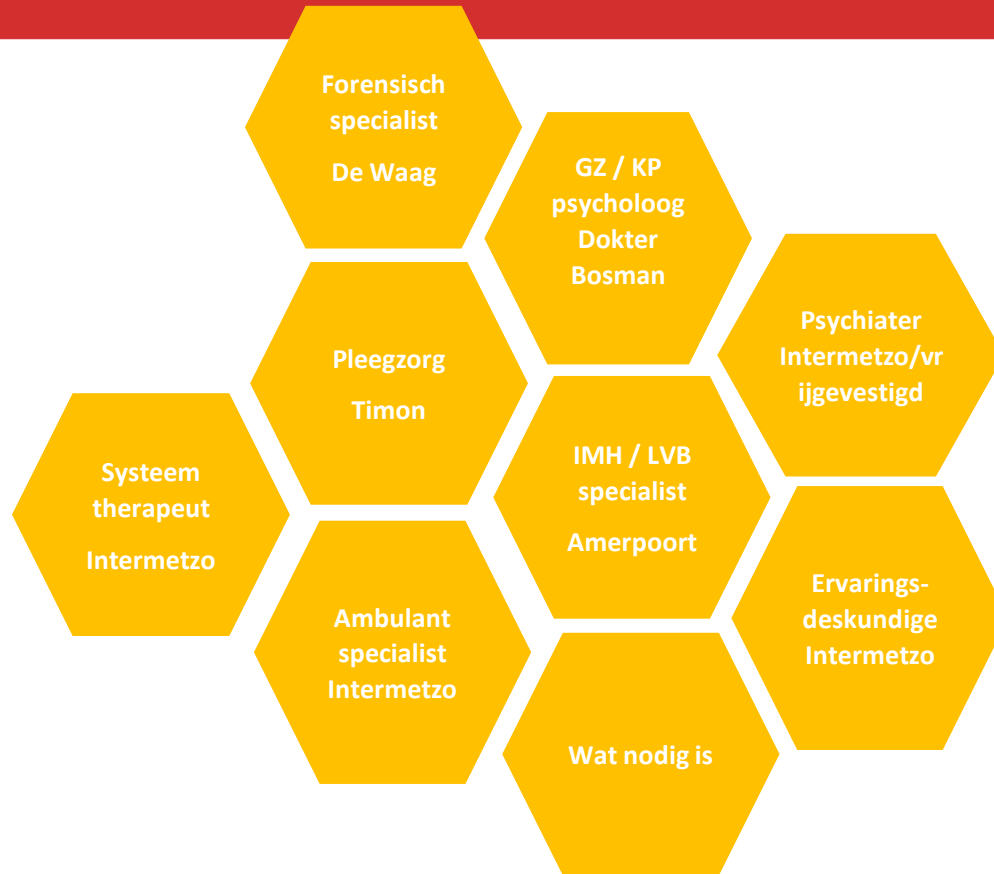 Forensisch
specialist
De Waag
GZ / KP
psycholoog
Dokter
Bosman
Psychiater
Intermetzo/vr
ijgevestigd
Pleegzorg
Timon
IMH / LVB
specialist
Amerpoort
Systeem
therapeut
Intermetzo
Ervarings-
deskundige
Intermetzo
Ambulant
specialist
Intermetzo
Wat nodig is